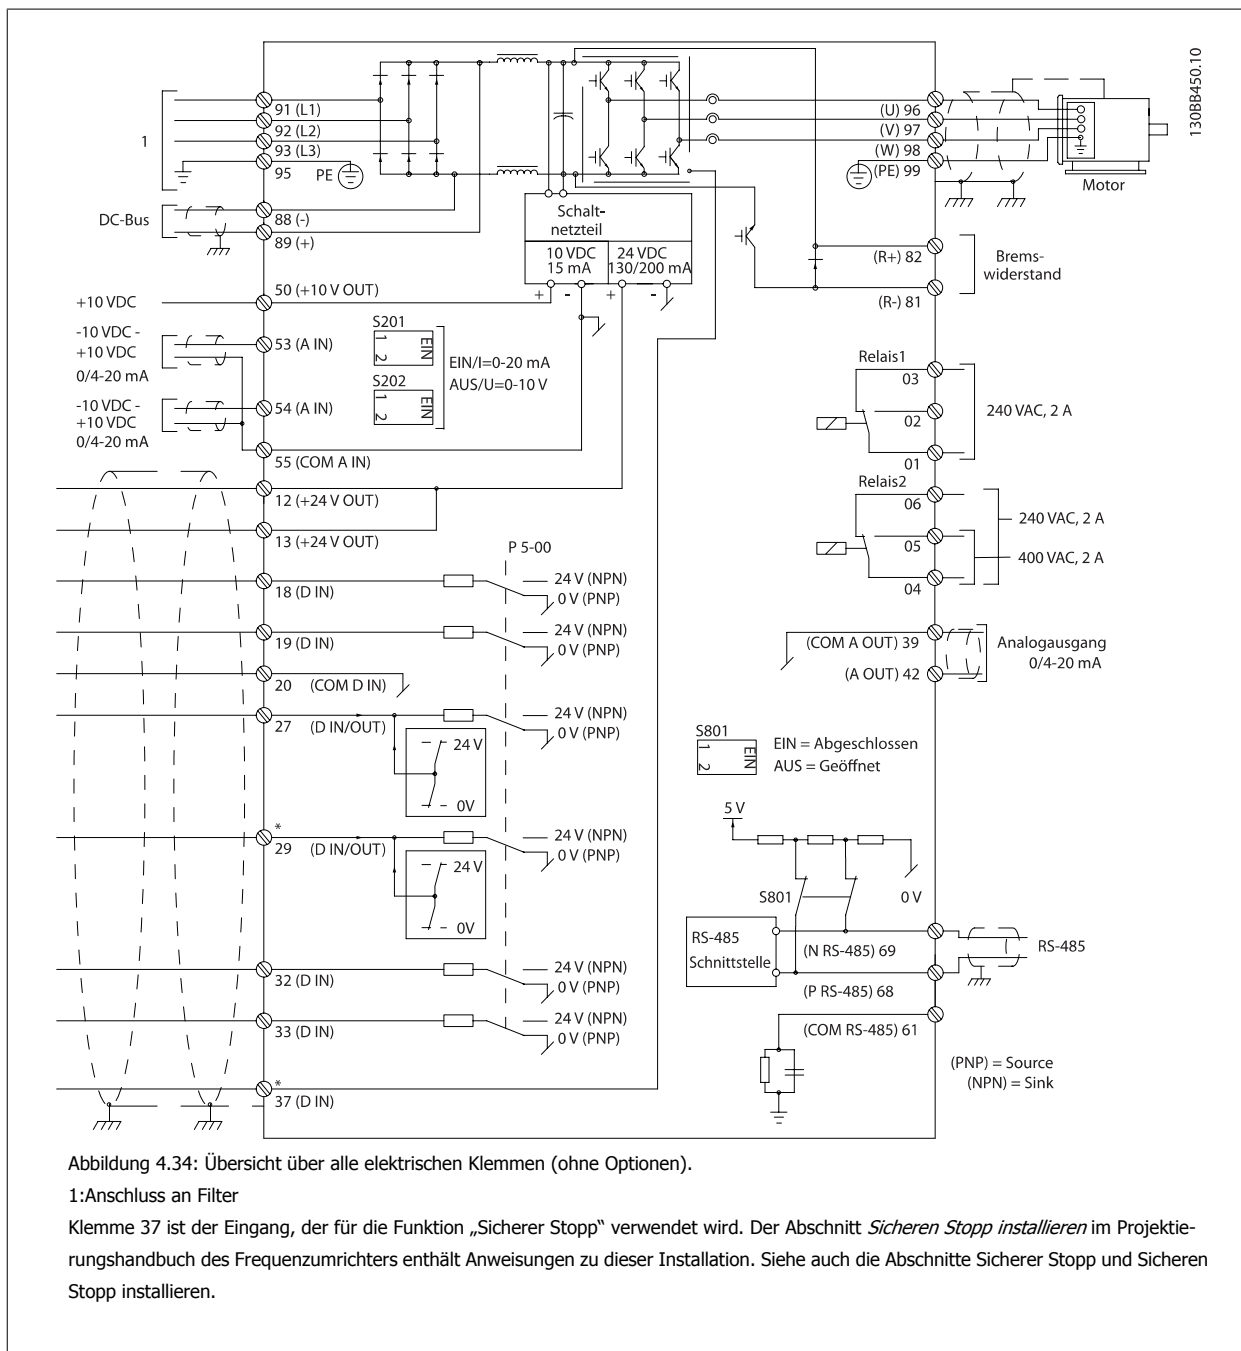 130BB450.10
1
91 (L1)
92 (L2)
93 (L3)
95
PE
DC-Bus
88 (-)
89 (+)
Schalt-
netzteil
10 VDC
15 mA
24 VDC
130/200 mA
+
-
+
-
(U) 96
(V) 97
(W) 98
(PE) 99
Motor
(R+) 82
(R-) 81
Brems-
widerstand
+10 VDC
50 (+10 V OUT)
-10 VDC -
+10 VDC
0/4-20 mA
53 (A IN)
-10 VDC -
+10 VDC
0/4-20 mA
54 (A IN)
55 (COM A IN)
S201
1
2
EIN
S202
1
2
EIN
EIN/I=0-20 mA
AUS/U=0-10 V
Relais1
03
02
01
240 VAC, 2 A
Relais2
06
05
04
240 VAC, 2 A
400 VAC, 2 A
12 (+24 V OUT)
13 (+24 V OUT)
P 5-00
18 (D IN)
24 V (NPN)
0 V (PNP)
19 (D IN)
24 V (NPN)
0 V (PNP)
20 (COM D IN)
27 (D IN/OUT)
24 V (NPN)
0 V (PNP)
24 V
0V
*
29 (D IN/OUT)
24 V (NPN)
0 V (PNP)
24 V
0V
32 (D IN)
24 V (NPN)
0 V (PNP)
33 (D IN)
24 V (NPN)
0 V (PNP)
*
37 (D IN)
(COM A OUT) 39
(A OUT) 42
Analogausgang
0/4-20 mA
S801
1
2
EIN
EIN = Abgeschlossen
AUS = Geöffnet
5 V
S801
0 V
RS-485
Schnittstelle
(N RS-485) 69
(P RS-485) 68
RS-485
(COM RS-485) 61
(PNP) = Source
(NPN) = Sink
Abbildung 4.34: Übersicht über alle elektrischen Klemmen (ohne Optionen).
1:Anschluss an Filter
Klemme 37 ist der Eingang, der für die Funktion „Sicherer Stopp“ verwendet wird. Der Abschnitt Sicheren Stopp installieren im Projektie-
rungshandbuch des Frequenzumrichters enthält Anweisungen zu dieser Installation. Siehe auch die Abschnitte Sicherer Stopp und Sicheren
Stopp installieren.